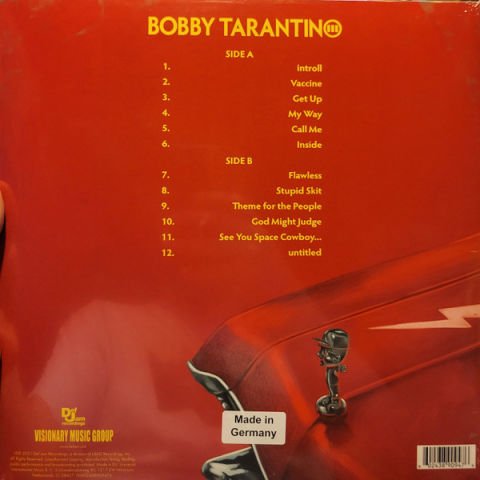 BOBBY TARANTINO III
SIDE A
1. introll
2. Vaccine
3. Get Up
4. My Way
5. Call Me
6. Inside
SIDE B
7. Flawless
8. Stupid Skit
9. Theme for the People
10. God Might Judge
11. See You Space Cowboy...
12. untitled
Def Jam
recordings
VISIONARY MUSIC GROUP
Made in
Germany